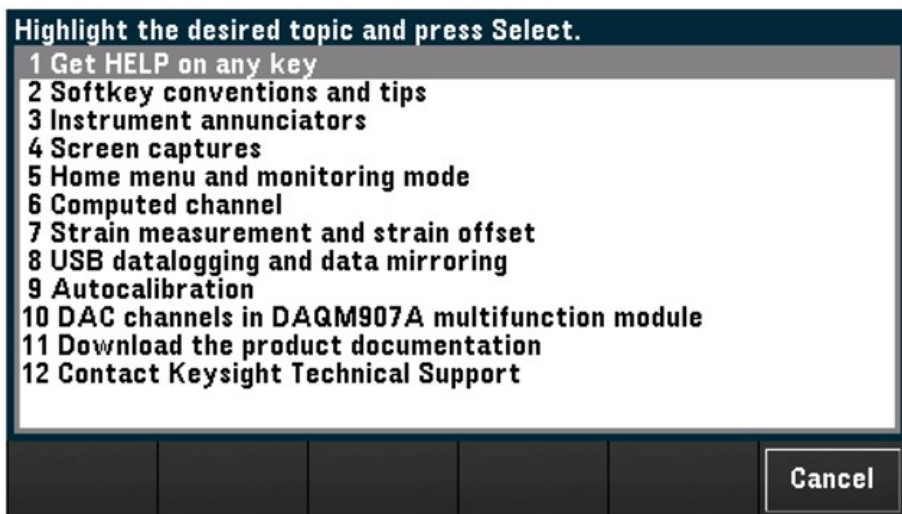 Highlight the desired topic and press Select.
1 Get HELP on any key
2 Softkey conventions and tips
3 Instrument annunciators
4 Screen captures
5 Home menu and monitoring mode
6 Computed channel
7 Strain measurement and strain offset
8 USB datalogging and data mirroring
9 Autocalibration
10 DAC channels in DAQM907A multifunction module
11 Download the product documentation
12 Contact Keysight Technical Support
Cancel